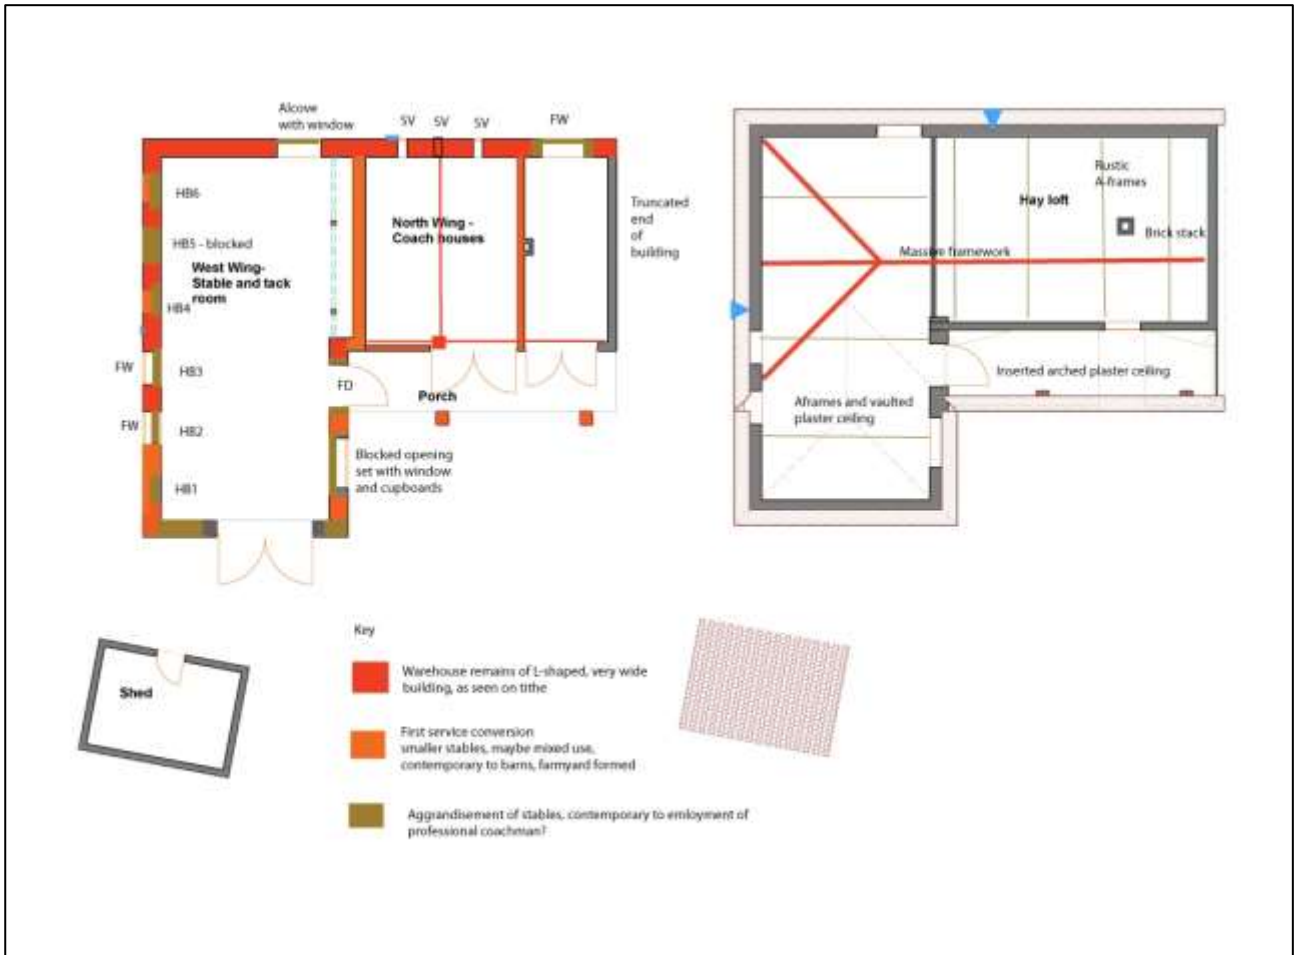 Alcove
with window
SV
SV
SV
FW
HB6
HB5 - blocked
West Wing-
Stable and tack
room
HB4
FW
HB3
FW
HB2
HB1
North Wing -
Coach houses
Truncated
end
of
building
FD
Porch
Blocked opening
set with window
and cupboards
Rustic
A-frames
Hay loft
Brick stack
Massive framework
Inserted arched plaster ceiling
Aframes and vaulted
plaster ceiling
Shed
Key
Warehouse remains of L-shaped, very wide
building, as seen on tithe
First service conversion
smaller stables, maybe mixed use,
contemporary to barns, farmyard formed
Aggrandisement of stables, contemporary to emloyment of
professional coachman?